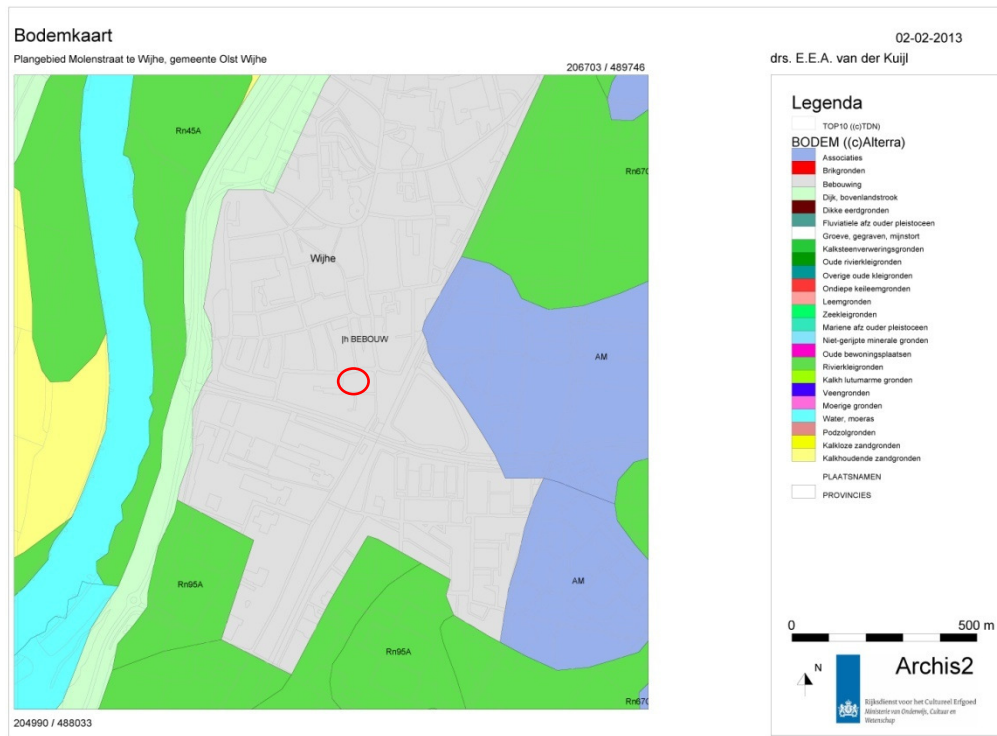 Bodemkaart
02-02-2013
Plangebied Molenstraat te Wijhe, gemeente Olst Wijhe
drs. E.E.A. van der Kuijl
206703 / 489746
Rn45A
Rn670
Wijhe
|h BEBOUW
AM
AM
Rn95A
Rn95A
Rn670
204990 / 488033
Legenda
TOP10 ((c)TDN)
BODEM ((c)Alterra)
Associaties
Brikgronden
Bebouwing
Dijk, bovenlandstrook
Dikke eerdgronden
Fluviatiele afz ouder pleistoceen
Groeve, gegraven, mijnstort
Kalksteenverweringsgronden
Oude rivierkleigronden
Overige oude kleigronden
Ondiepe keileemgronden
Leemgronden
Zeekleigronden
Mariene afz ouder pleistoceen
Niet-gerijpte minerale gronden
Oude bewoningsplaatsen
Rivierkleigronden
Kalkh lutumarme gronden
Veengronden
Moerige gronden
Water, moeras
Podzolgronden
Kalkloze zandgronden
Kalkhoudende zandgronden
PLAATSNAMEN
PROVINCIES
0 500 m
N
Archis2
Rijksdienst voor het Cultureel Erfgoed
Ministerie van Onderwijs, Cultuur en
Wetenschap